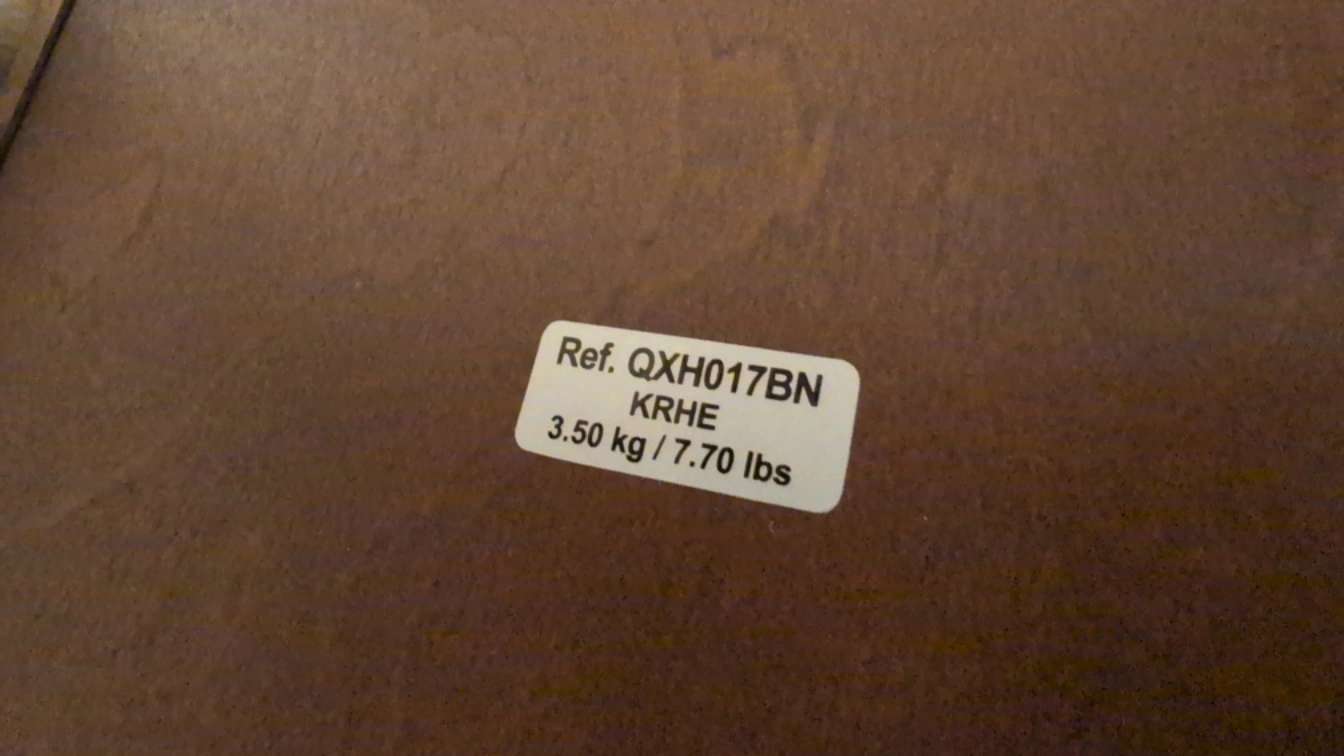 Ref. QXH017BN
KRHE
3.50 kg / 7.70 lbs